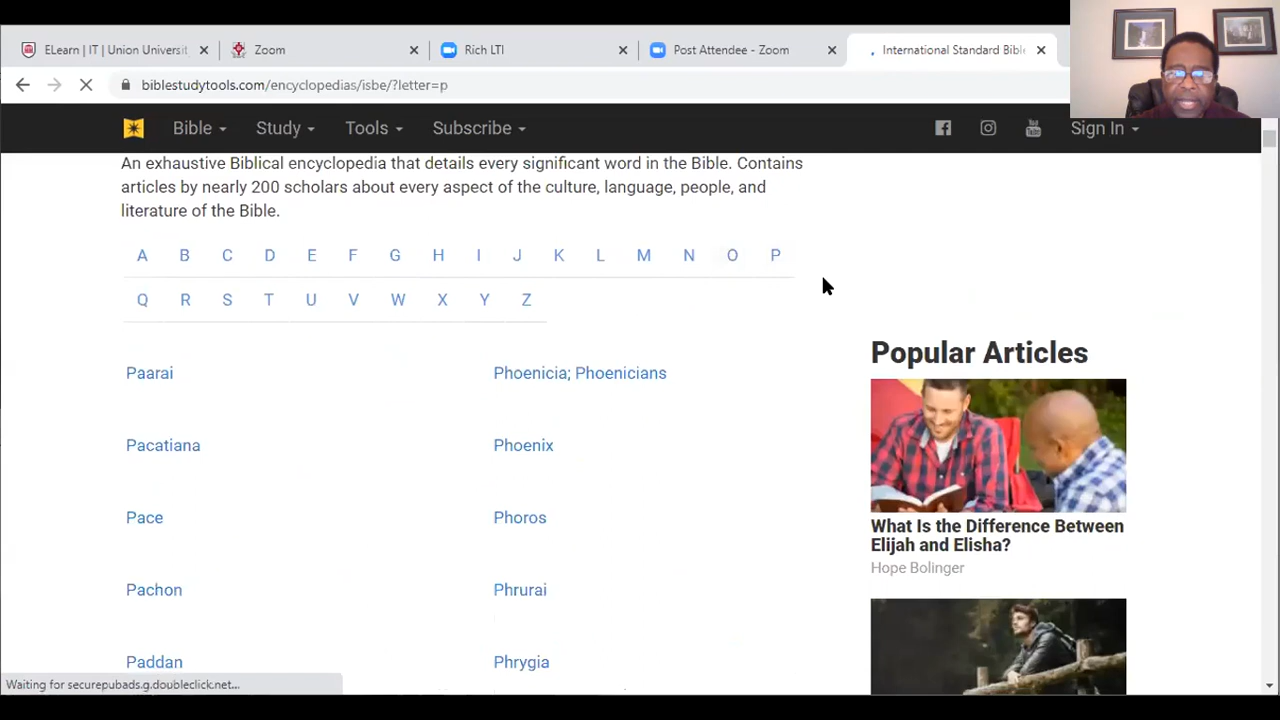 ELearn | IT | Union Universit
Zoom
Rich LTI
Post Attendee - Zoom
International Standard Bible
biblestudytools.com/encyclopedias/isbe/?letter=p
Bible
Study
Tools
Subscribe
You Tube
Sign In
An exhaustive Biblical encyclopedia that details every significant word in the Bible. Contains
articles by nearly 200 scholars about every aspect of the culture, language, people, and
literature of the Bible.
A B C D E F G H I J K L M N O P
Q R S T U V W X Y Z
Paarai
Phoenicia; Phoenicians
Pacatiana
Phoenix
Pace
Phoros
Pachon
Phrurai
Paddan
Phrygia
Popular Articles
What Is the Difference Between
Elijah and Elisha?
Hope Bolinger
Waiting for securepubads.g.doubleclick.net...